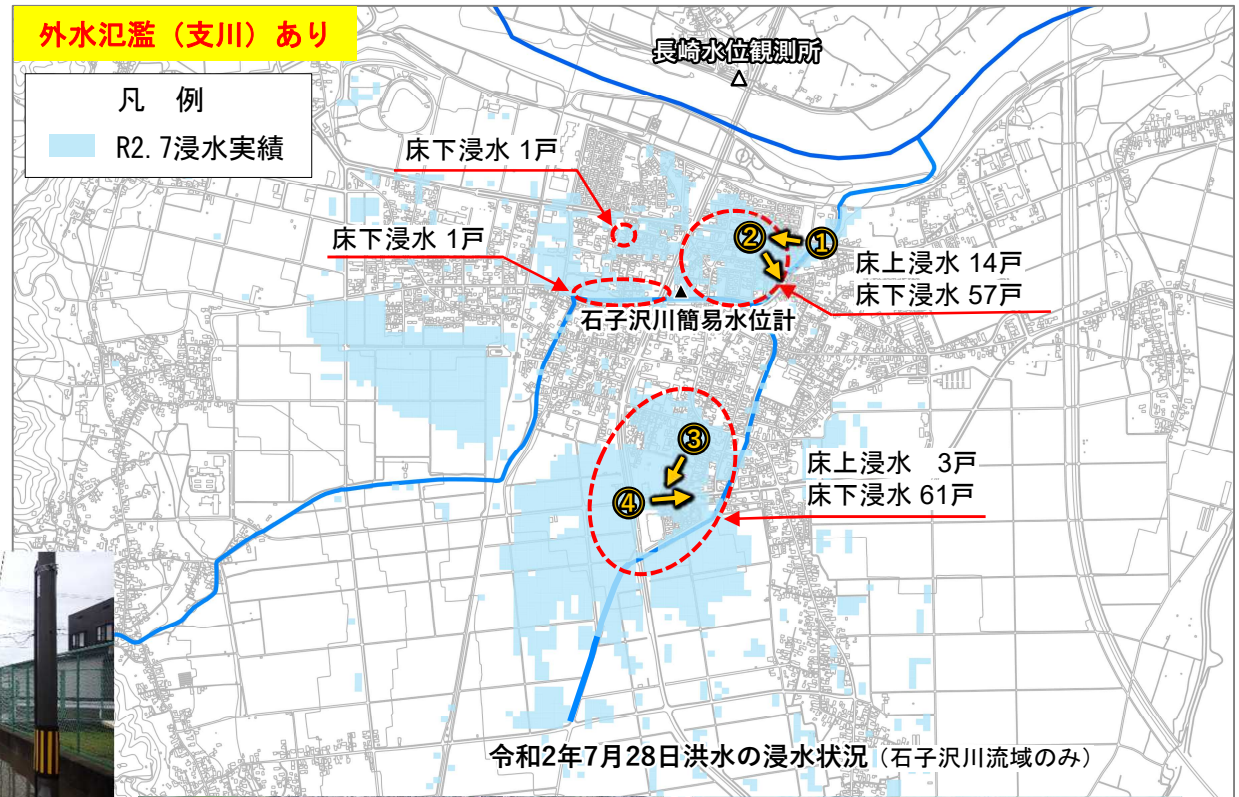 外水氾濫（支川）あり
凡　例
R2.7浸水実績
長崎水位観測所
床下浸水 1戸
床下浸水 1戸
②
①
床上浸水 14戸
床下浸水 57戸
石子沢川簡易水位計
③
④
床上浸水　3戸
床下浸水 61戸
令和2年7月28日洪水の浸水状況（石子沢川流域のみ）